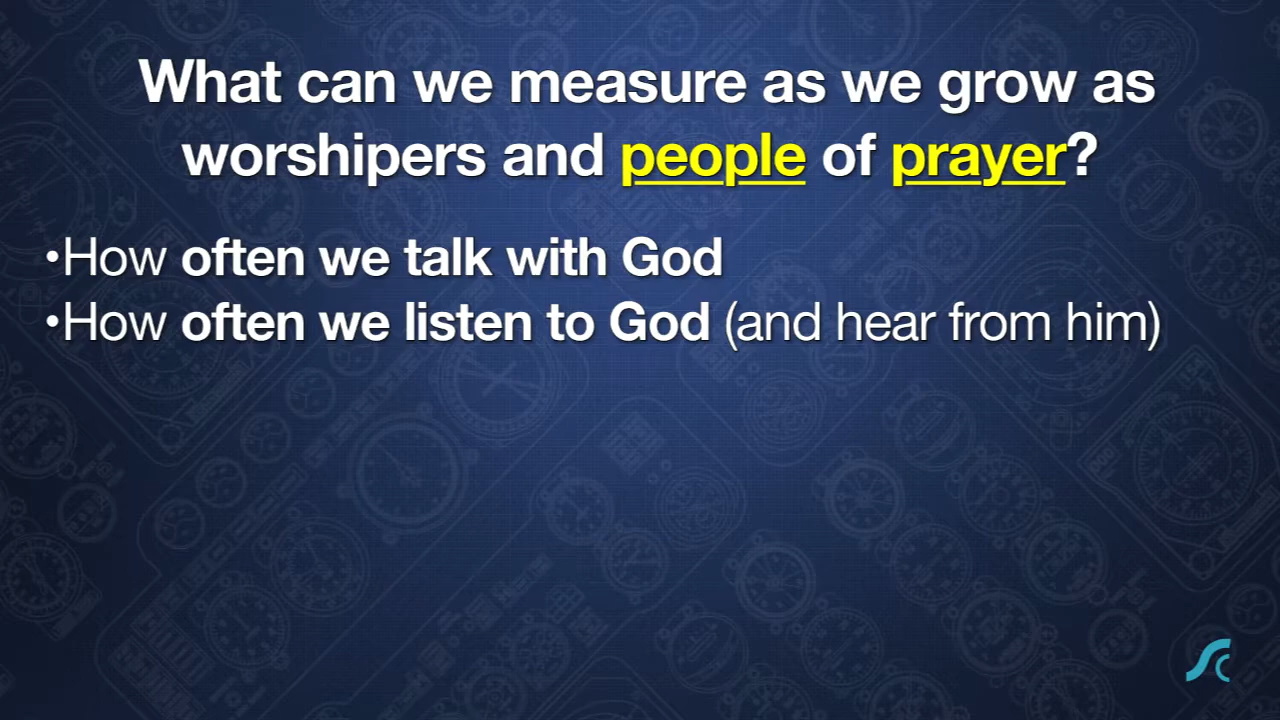 What can we measure as we grow as
worshipers and people of prayer?
•How often we talk with God
•How often we listen to God (and hear from him)